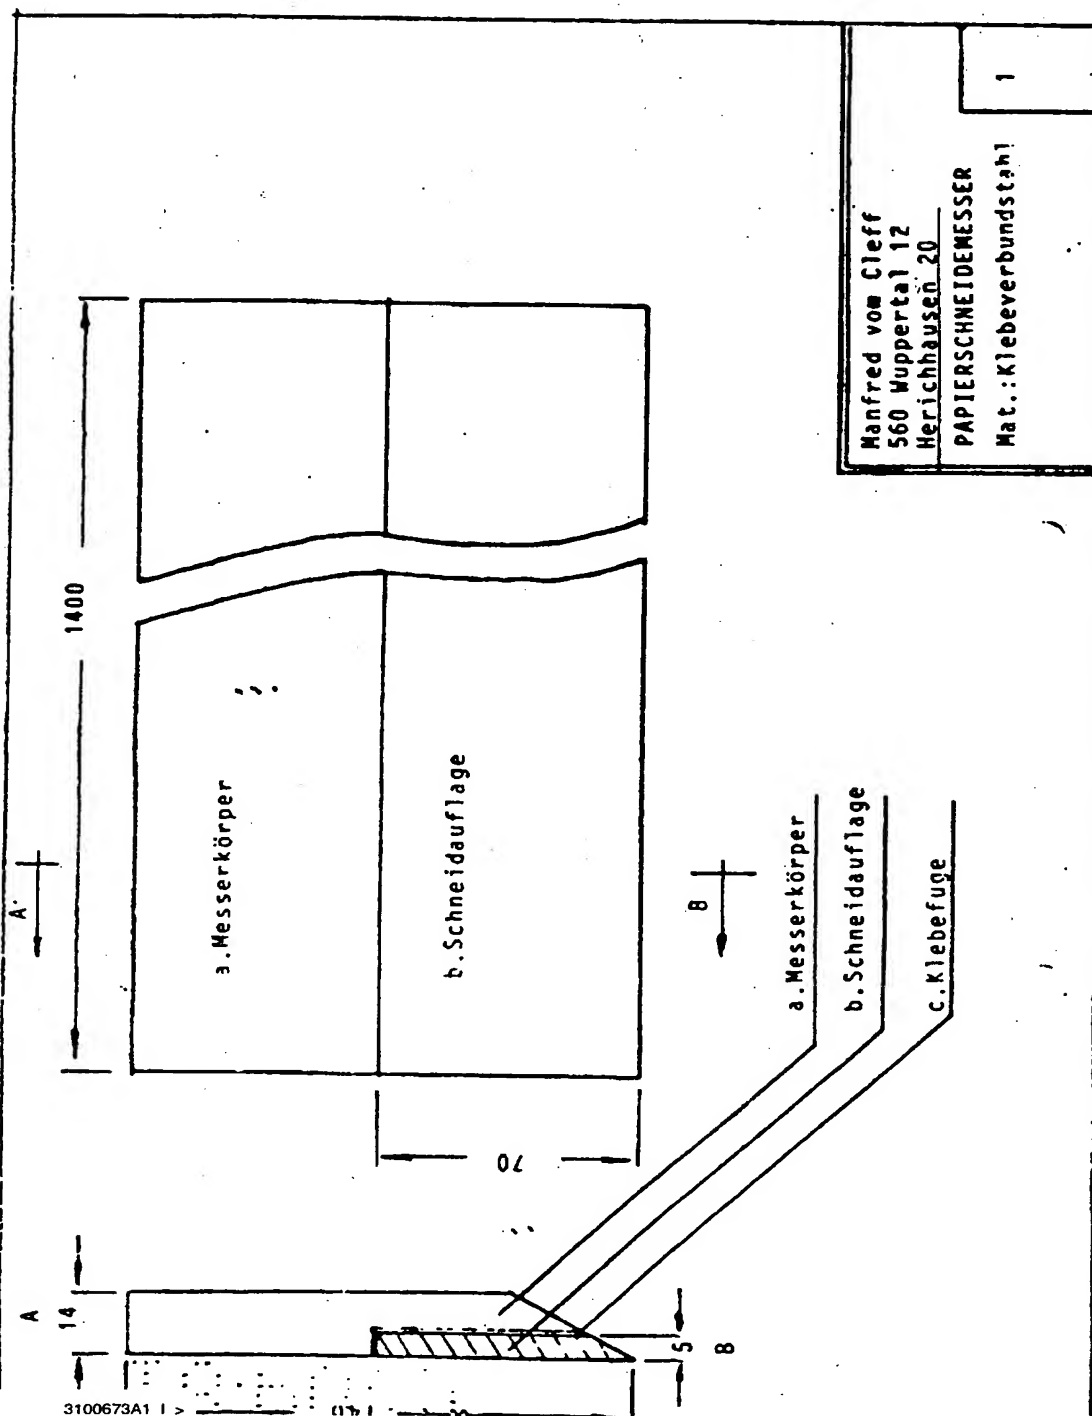 A
1400
a.Messerkörper
b.Schneidauflage
70
B
A
14
5
B
a.Messerkörper
b.Schneidauflage
c.Klebefuge
Manfred vom Cleff
560 Wuppertal 12
Herichhausen 20
PAPIERSCHNEIDEMESSER
1
Mat.:Klebeverbundstahl
3100673A1 I >